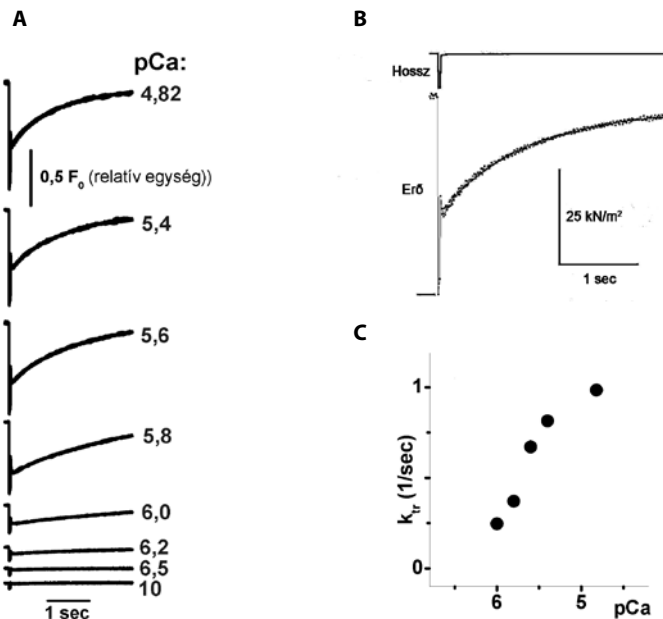 A
pCa:
4,82
0,5 F₀ (relatív egység))
5,4
5,6
5,8
6,0
6,2
6,5
10
1 sec
B
Hossz
Erő
25 kN/m²
1 sec
C
1
k_tr (1/sec)
0
6
5
pCa